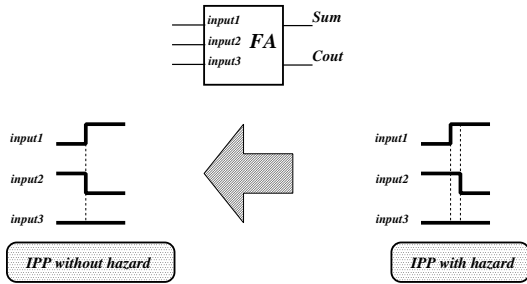 input1
input2
input3
FA
Sum
Cout
input1
input2
input3
IPP without hazard
input1
input2
input3
IPP with hazard